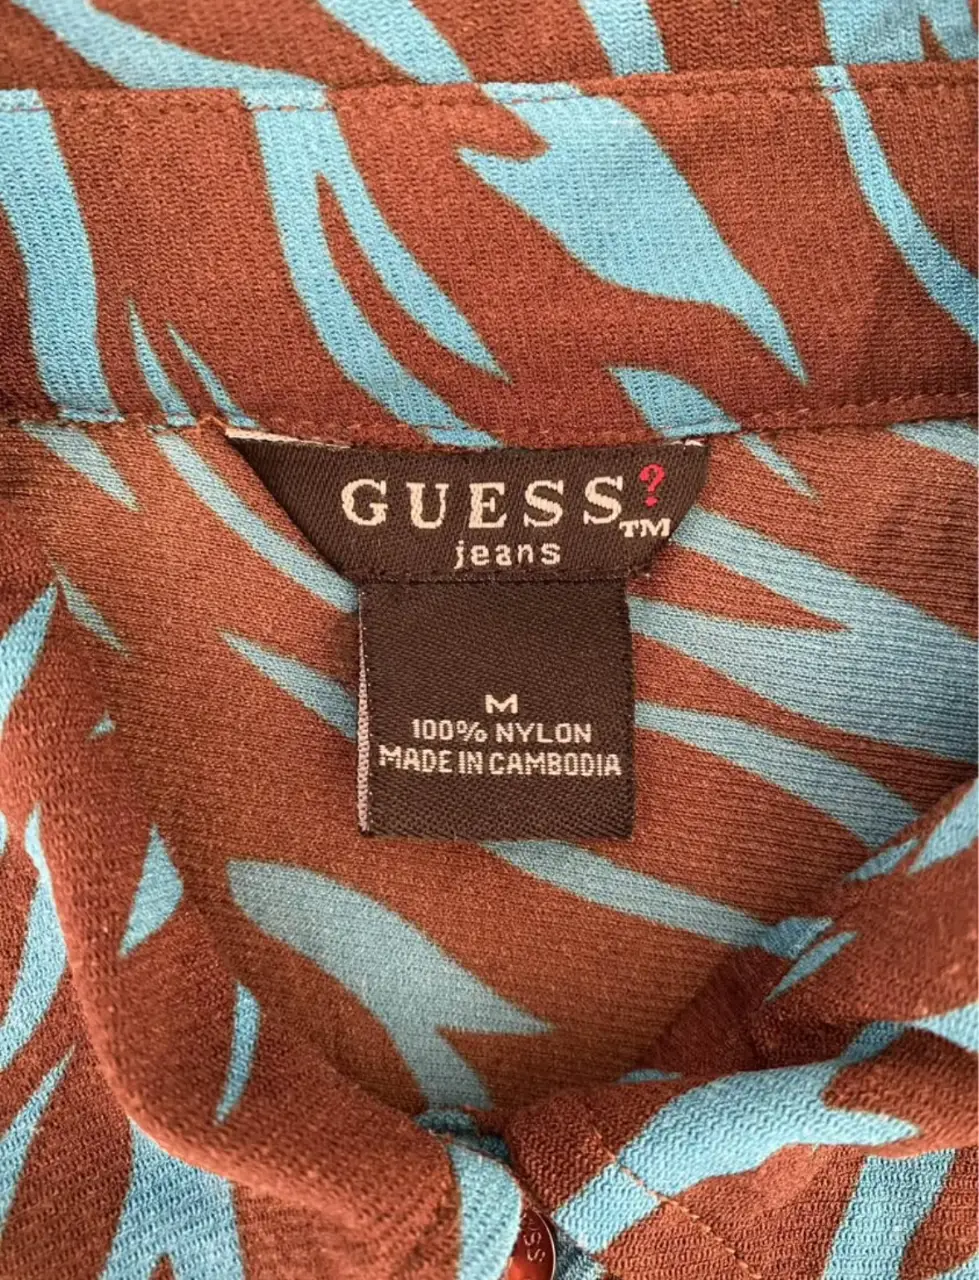 GUESS?™
jeans
M
100% NYLON
MADE IN CAMBODIA